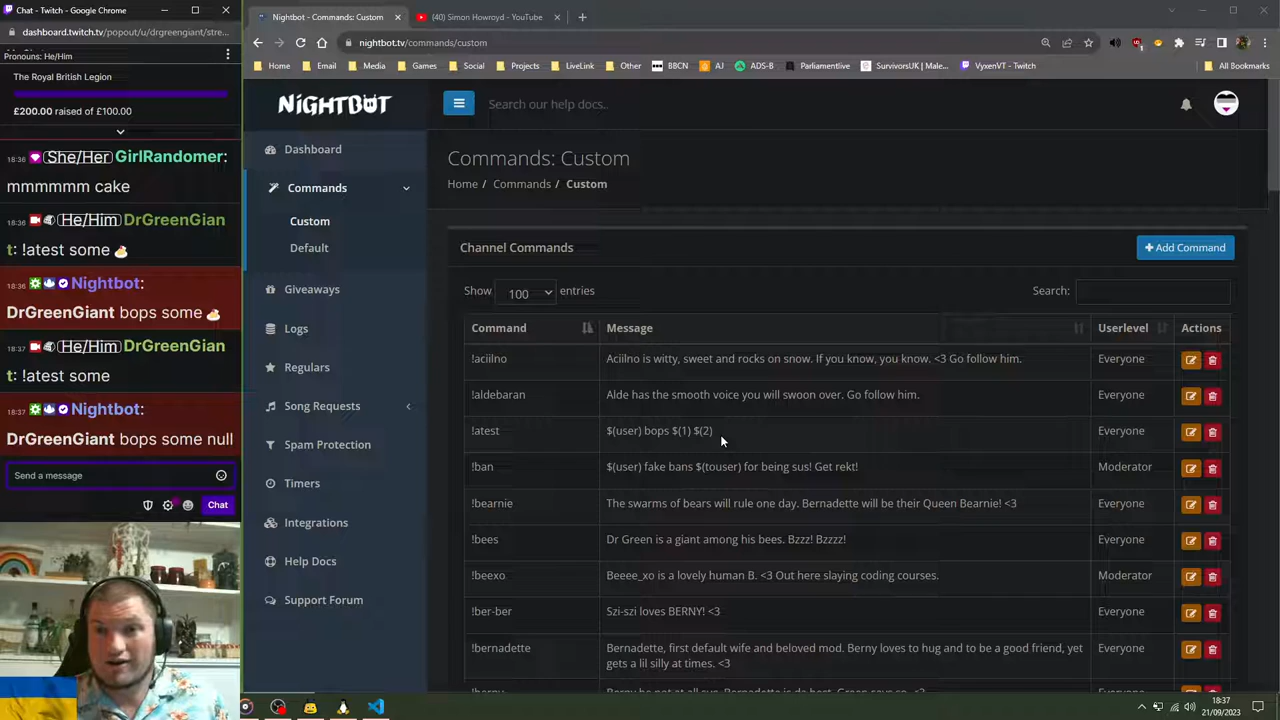 Chat - Twitch - Google Chrome
dashboard.twitch.tv/popout/u/drgreengiant/stre...
Pronouns: He/Him
The Royal British Legion
£200.00 raised of £100.00
18:36 She/Her GirlRandomer:
mmmmmm cake
18:36 He/Him DrGreenGian
t: !atest some
18:36 Nightbot:
DrGreenGiant bops some
18:37 He/Him DrGreenGian
t: !atest some
18:37 Nightbot:
DrGreenGiant bops some null
Send a message
Chat
Nightbot - Commands: Custom
(40) Simon Howroyd - YouTube
nightbot.tv/commands/custom
Home
Email
Media
Games
Social
Projects
LiveLink
Other
BBCN
AJ
ADS-B
Parliamentlive
SurvivorsUK | Male...
VyxenVT - Twitch
All Bookmarks
NIGHTBOT
Search our help docs..
Dashboard
Commands
Custom
Default
Giveaways
Logs
Regulars
Song Requests
Spam Protection
Timers
Integrations
Help Docs
Support Forum
Commands: Custom
Home / Commands / Custom
Channel Commands
+ Add Command
Show 100 entries
Search:
Command Message Userlevel Actions
!aciilno Aciilno is witty, sweet and rocks on snow. If you know, you know. <3 Go follow him. Everyone
!aldebaran Alde has the smooth voice you will swoon over. Go follow him. Everyone
!atest $(user) bops $(1) $(2) Everyone
!ban $(user) fake bans $(touser) for being sus! Get rekt! Moderator
!bearnie The swarms of bears will rule one day. Bernadette will be their Queen Bearnie! <3 Everyone
!bees Dr Green is a giant among his bees. Bzzz! Bzzzz! Everyone
!beexo Beeee_xo is a lovely human B. <3 Out here slaying coding courses. Moderator
!ber-ber Szi-szi loves BERNY! <3 Everyone
!bernadette Bernadette, first default wife and beloved mod. Berny loves to hug and to be a good friend, yet Everyone
gets a lil silly at times. <3
18:37
21/09/2023